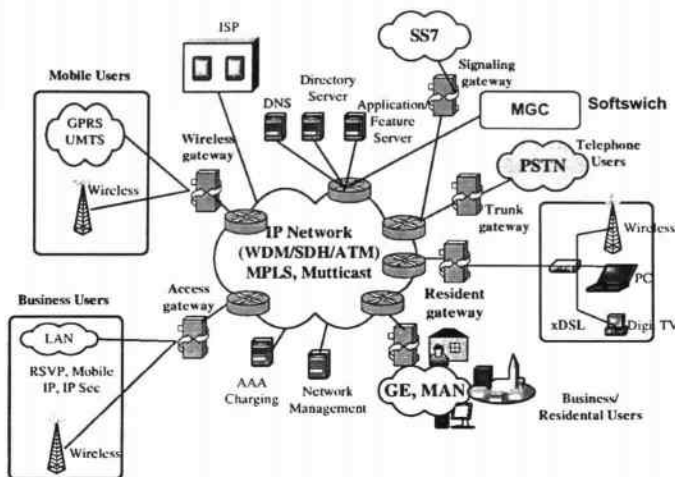 ISP
SS7
Signaling
gateway
Mobile Users
GPRS
UMTS
Wireless
Wireless
gateway
DNS
Directory
Server
Application/
Feature
Server
MGC
Softswich
Telephone
Users
PSTN
Trunk
gateway
IP Network
(WDM/SDH/ATM)
MPLS, Mutticast
Wireless
PC
xDSL
Digi. TV
Resident
gateway
Business Users
LAN
RSVP, Mobile
IP, IP Sec
Wireless
Access
gateway
AAA
Charging
Network
Management
GE, MAN
Business/
Residental Users